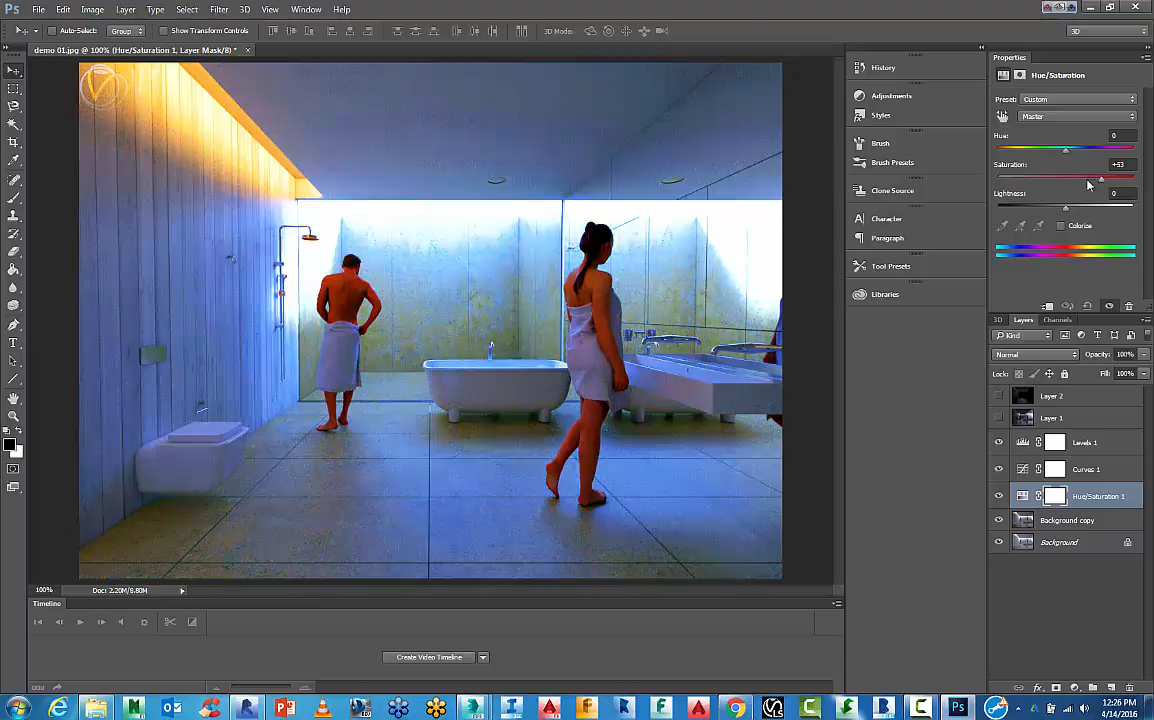 Ps File Edit Image Layer Type Select Filter 3D View Window Help
Auto-Select: Group Show Transform Controls 3D Mode: 3D
demo 01.jpg @ 100% (Hue/Saturation 1, Layer Mask/8) * ×
History
Adjustments
Styles
Brush
Brush Presets
Clone Source
Character
Paragraph
Tool Presets
Libraries
Properties
Hue/Saturation
Preset: Custom
Master
Hue: 0
Saturation: +53
Lightness: 0
Colorize
3D Layers Channels
Kind
Normal Opacity: 100%
Lock: Fill: 100%
Layer 2
Layer 1
Levels 1
Curves 1
Hue/Saturation 1
Background copy
Background
100% Doc: 2.20M/8.80M
Timeline
Create Video Timeline
12:26 PM
4/14/2016